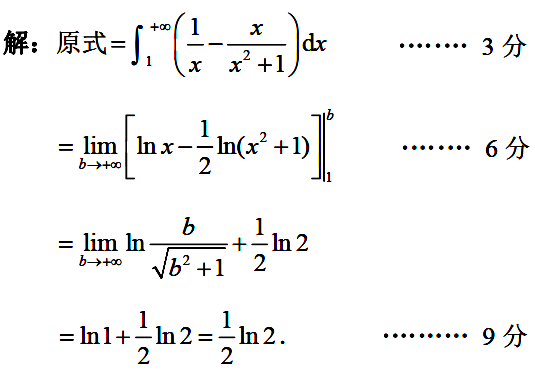 解：原式=∫₁^{+∞}(1/x − x/(x²+1))dx ········ 3 分
= lim_{b→+∞}[ln x − 1/2 ln(x²+1)]|₁^b ········ 6 分
= lim_{b→+∞} ln b/√(b²+1) + 1/2 ln 2
= ln1 + 1/2 ln 2 = 1/2 ln 2. ·········· 9 分